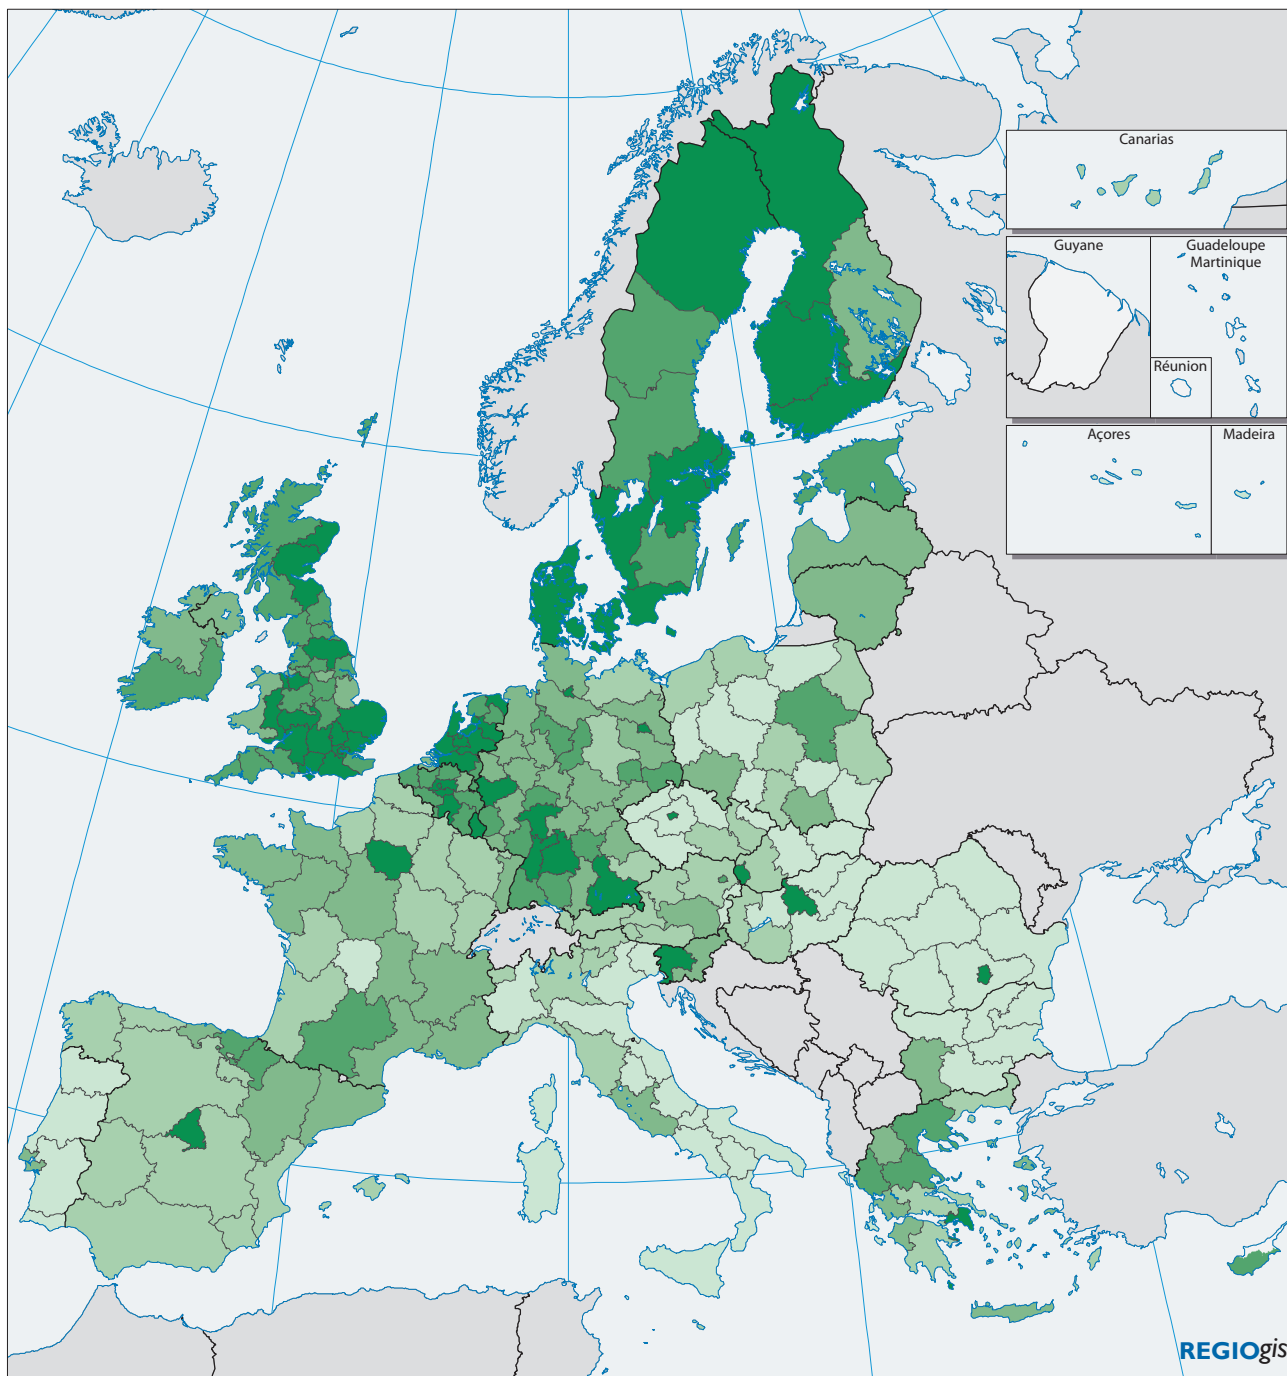 Canarias
Guyane
Guadeloupe
Martinique
Réunion
Açores
Madeira
REGIOgis